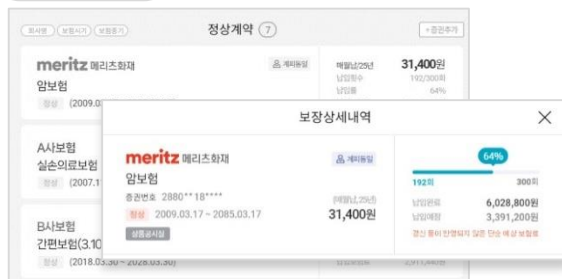 회사명 보험시기 보험종기
정상계약 7
+증권추가
meritz 메리츠화재
계피동일
암보험
정상 (2009.0
매월납/25년 31,400원
납입횟수 192/300회
납입률 64%
A사보험
실손의료보험
정상 (2007.1
B사보험
간편보험(3.10
정상 (2018.03.30 ~ 2028.03.30)
보장상세내역
meritz 메리츠화재
계피동일
암보험
증권번호 2880**18****
정상 2009.03.17 ~ 2085.03.17
상품공시실
(매월납,25년)
31,400원
64%
192회 300회
납입완료 6,028,800원
납입예정 3,391,200원
갱신 등이 반영되지 않은 단순 예상 보험료